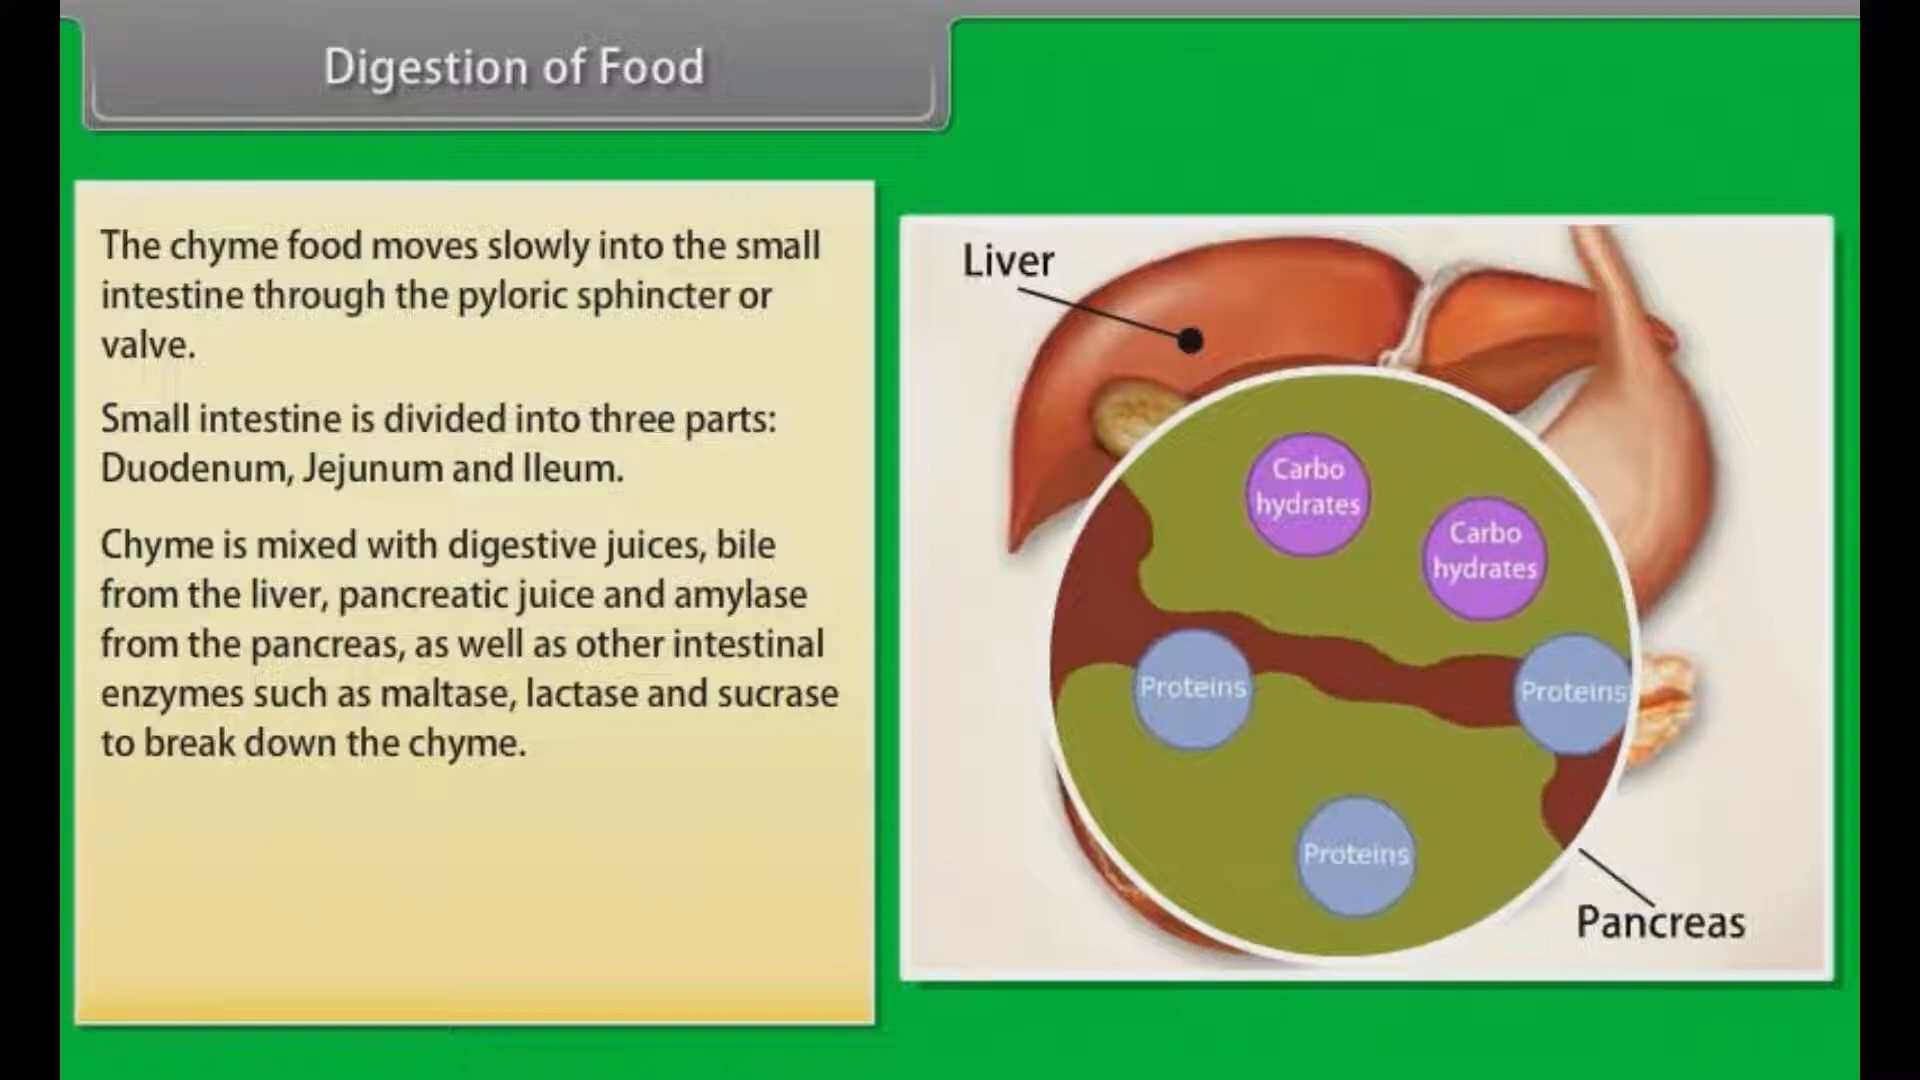 Digestion of Food
The chyme food moves slowly into the small
intestine through the pyloric sphincter or
valve.
Small intestine is divided into three parts:
Duodenum, Jejunum and Ileum.
Chyme is mixed with digestive juices, bile
from the liver, pancreatic juice and amylase
from the pancreas, as well as other intestinal
enzymes such as maltase, lactase and sucrase
to break down the chyme.
Liver
Carbo
hydrates
Carbo
hydrates
Proteins
Proteins
Proteins
Pancreas